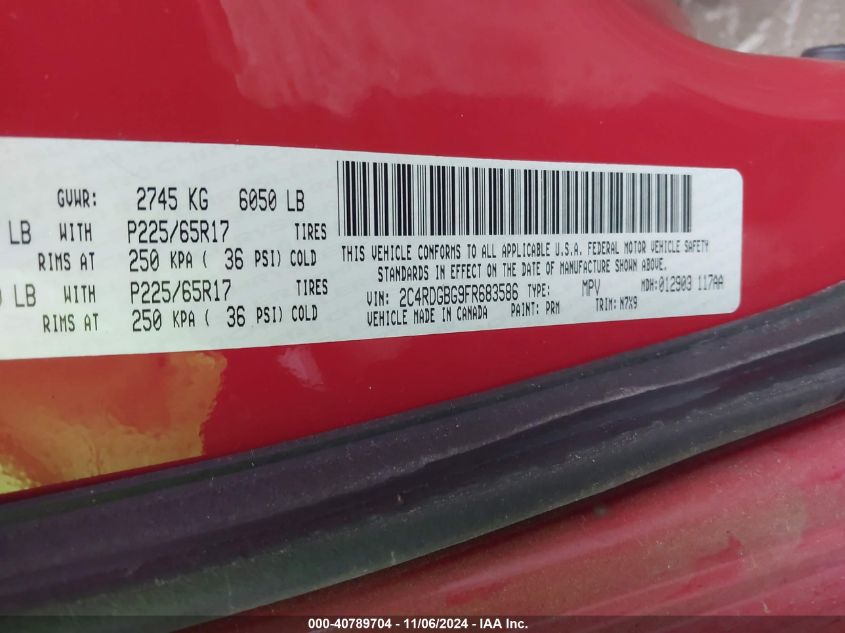 GVWR: 2745 KG 6050 LB
LB WITH P225/65R17 TIRES
RIMS AT 250 KPA ( 36 PSI) COLD
LB WITH P225/65R17 TIRES
RIMS AT 250 KPA ( 36 PSI) COLD
THIS VEHICLE CONFORMS TO ALL APPLICABLE U.S.A. FEDERAL MOTOR VEHICLE SAFETY
STANDARDS IN EFFECT ON THE DATE OF MANUFACTURE SHOWN ABOVE.
VIN: 2C4RDGBG9FR683586 TYPE: MPV MDH: 012903 117AA
VEHICLE MADE IN CANADA PAINT: PRM TRIM: N7X9
000-40789704 - 11/06/2024 - IAA Inc.